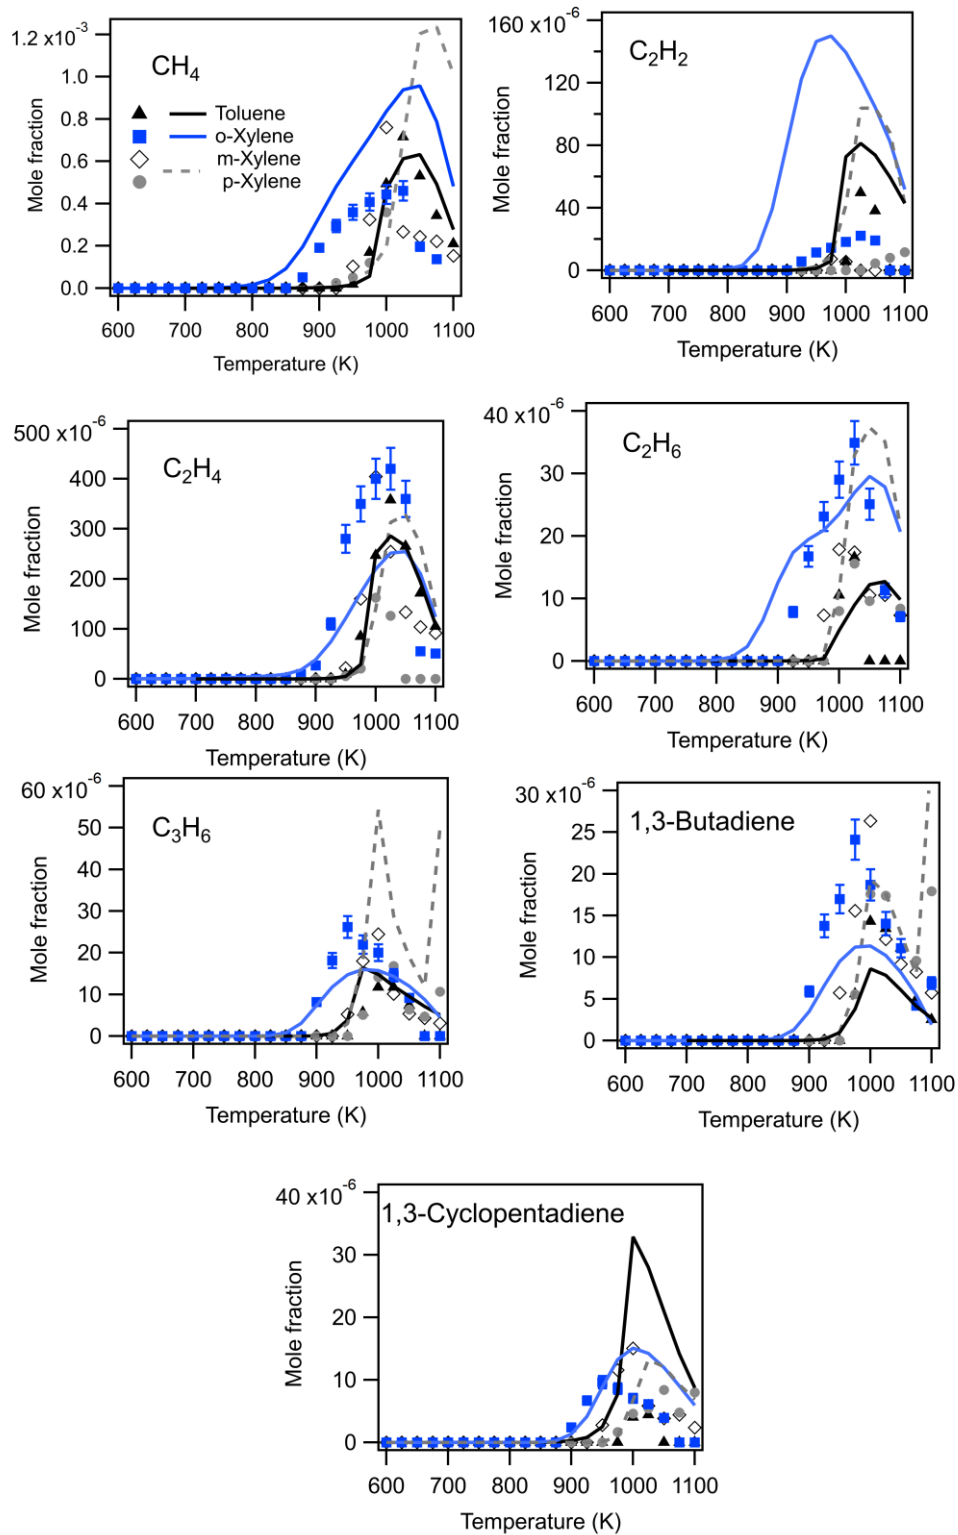 CH4
1.2 x10-3
1.0
0.8
0.6
0.4
0.2
0.0
Mole fraction
Toluene
o-Xylene
m-Xylene
p-Xylene
600 700 800 900 1000 1100
Temperature (K)
C2H2
160 x10-6
120
80
40
0
Mole fraction
600 700 800 900 1000 1100
Temperature (K)
C2H4
500 x10-6
400
300
200
100
0
Mole fraction
600 700 800 900 1000 1100
Temperature (K)
C2H6
40 x10-6
30
20
10
0
Mole fraction
600 700 800 900 1000 1100
Temperature (K)
C3H6
60 x10-6
50
40
30
20
10
0
Mole fraction
600 700 800 900 1000 1100
Temperature (K)
1,3-Butadiene
30 x10-6
25
20
15
10
5
0
Mole fraction
600 700 800 900 1000 1100
Temperature (K)
1,3-Cyclopentadiene
40 x10-6
30
20
10
0
Mole fraction
600 700 800 900 1000 1100
Temperature (K)